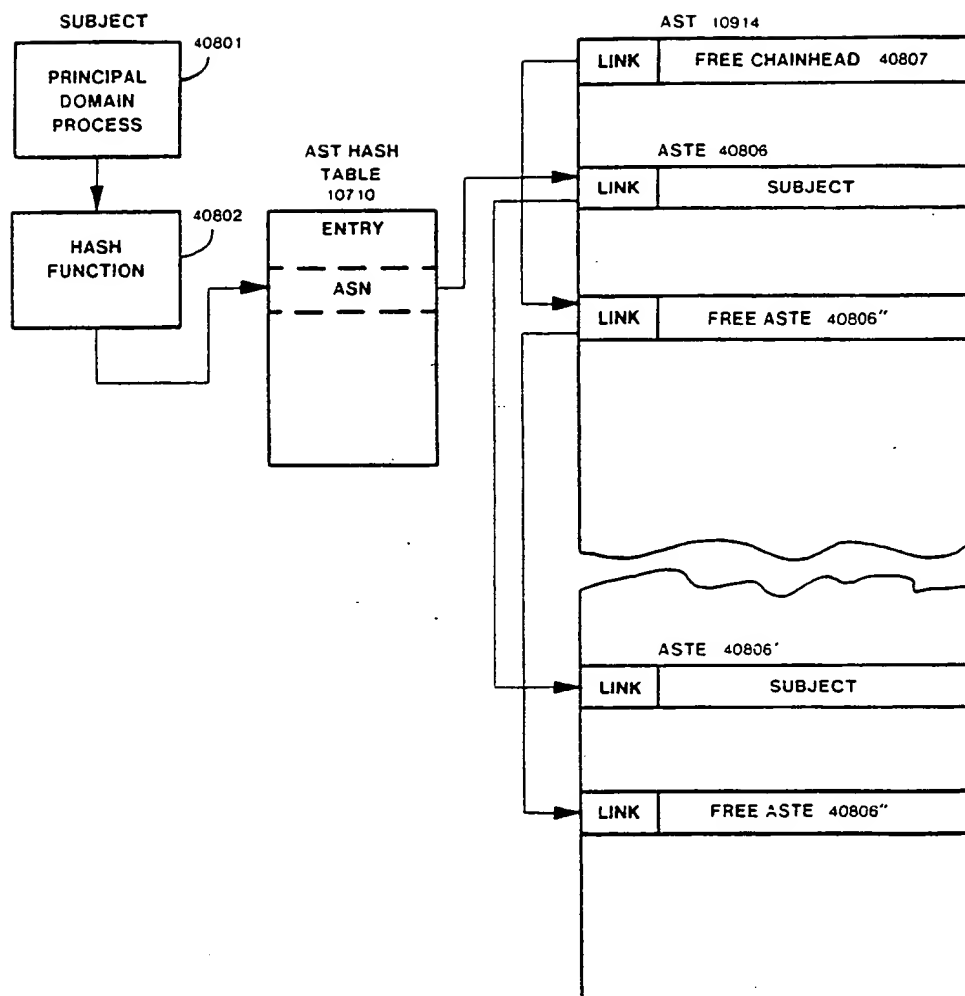 SUBJECT
40801
PRINCIPAL
DOMAIN
PROCESS
40802
HASH
FUNCTION
AST HASH
TABLE
10710
ENTRY
ASN
AST 10914
LINK FREE CHAINHEAD 40807
ASTE 40806
LINK SUBJECT
LINK FREE ASTE 40806"
ASTE 40806'
LINK SUBJECT
LINK FREE ASTE 40806"